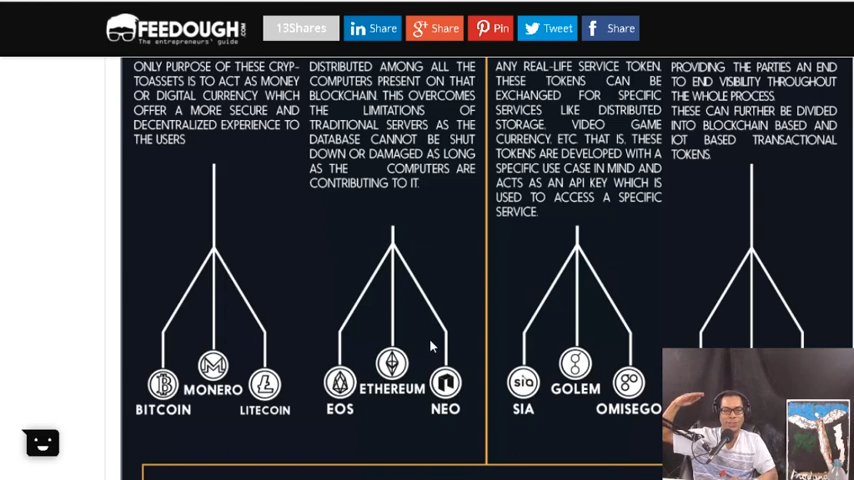 FEEDOUGH.COM
The entrepreneurs' guide
13Shares
in Share
G+ Share
Pin
Tweet
f Share
ONLY PURPOSE OF THESE CRYP-
TOASSETS IS TO ACT AS MONEY
OR DIGITAL CURRENCY WHICH
OFFER A MORE SECURE AND
DECENTRALIZED EXPERIENCE TO
THE USERS
DISTRIBUTED AMONG ALL THE
COMPUTERS PRESENT ON THAT
BLOCKCHAIN THIS OVERCOMES
THE LIMITATIONS OF
TRADITIONAL SERVERS AS THE
DATABASE CANNOT BE SHUT
DOWN OR DAMAGED AS LONG
AS THE COMPUTERS ARE
CONTRIBUTING TO IT.
ANY REAL-LIFE SERVICE TOKEN.
THESE TOKENS CAN BE
EXCHANGED FOR SPECIFIC
SERVICES LIKE DISTRIBUTED
STORAGE, VIDEO GAME
CURRENCY, ETC. THAT IS, THESE
TOKENS ARE DEVELOPED WITH A
SPECIFIC USE CASE IN MIND AND
ACTS AS AN API KEY WHICH IS
USED TO ACCESS A SPECIFIC
SERVICE.
PROVIDING THE PARTIES AN END
TO END VISIBILITY THROUGHOUT
THE WHOLE PROCESS.
THESE CAN FURTHER BE DIVIDED
INTO BLOCKCHAIN BASED AND
IOT BASED TRANSACTIONAL
TOKENS.
BITCOIN
MONERO
LITECOIN
EOS
ETHEREUM
NEO
sia
SIA
GOLEM
OMISEGO